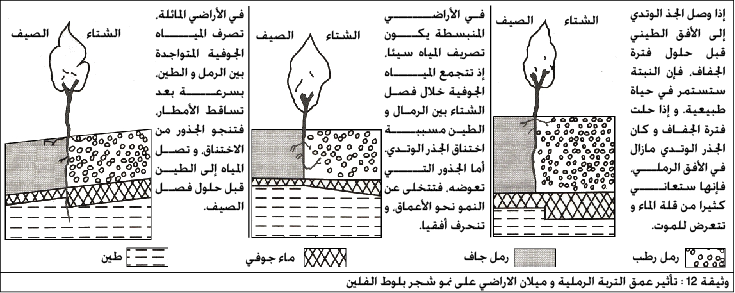 إذا وصل الجذ الوتدي
إلى الأفق الطيني
قبل حلول فترة
الجفاف. فإن النبتة
ستستمر في حياة
طبيعية. و إذا حلت
فترة الجفاف و كان
الجذر الوتدي مازال
في الأفق الرملي.
فإنها ستعاني
كثيرا من قلة الماء و
تتعرض للموت.
الشتاء
الصيف
في الأراضي
المنبسطة يكون
تصريف المياه سيئا.
إذ تتجمع المياه
الجوفية خلال فصل
الشتاء بين الرمال و
الطين مسببة
اختناق الجذر الوتدي.
أما الجذور التي
تعوضه. فتتخلى عن
النمو نحو الأعماق. و
تنحرف أفقيا.
الشتاء
الصيف
في الأراضي المائلة.
تصرف المياه
الجوفية المتواجدة
بين الرمل و الطين.
بسرعة بعد
تساقط الأمطار.
فتنجو الجذور من
الاختناق. و تصل
المياه إلى الطين
قبل حلول فصل
الصيف.
الشتاء
الصيف
رمل رطب
رمل جاف
ماء جوفي
طين
وثيقة 12 : تأثير عمق التربة الرملية و ميلان الاراضي على نمو شجر بلوط الفلين